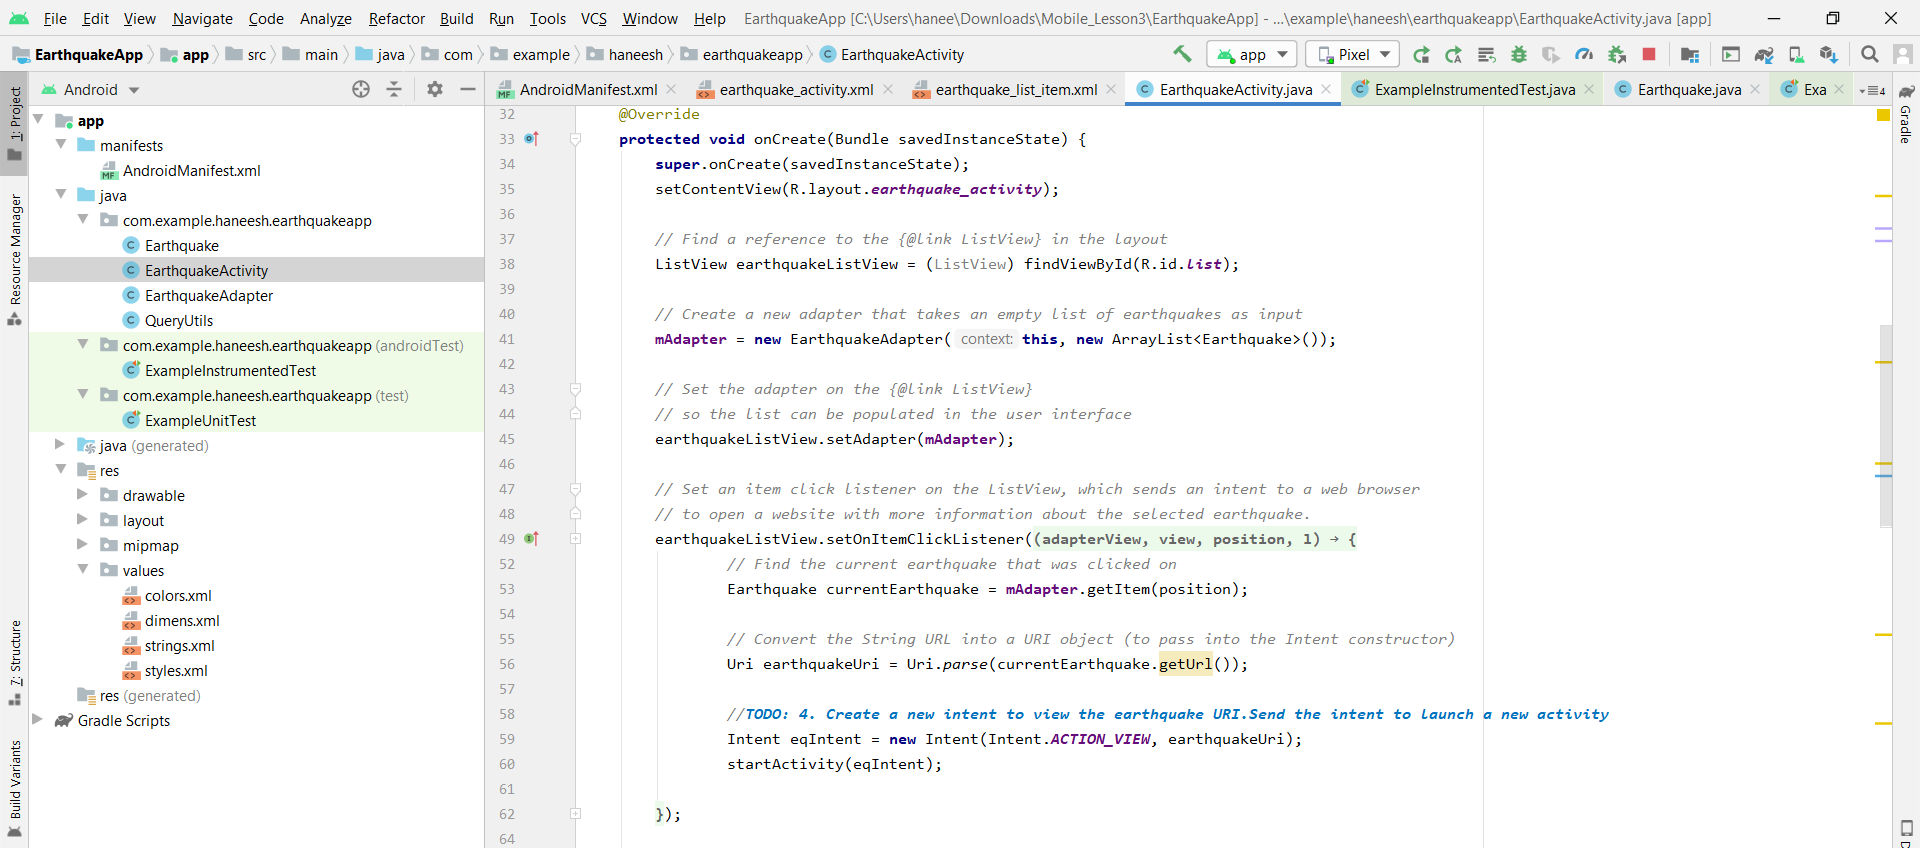 File Edit View Navigate Code Analyze Refactor Build Run Tools VCS Window Help EarthquakeApp [C:\Users\hanee\Downloads\Mobile_Lesson3\EarthquakeApp] - ...\example\haneesh\earthquakeapp\EarthquakeActivity.java [app]
EarthquakeApp app src main java com example haneesh earthquakeapp EarthquakeActivity app Pixel
Android
AndroidManifest.xml earthquake_activity.xml earthquake_list_item.xml EarthquakeActivity.java ExampleInstrumentedTest.java Earthquake.java Exa 4
1: Project
Resource Manager
7: Structure
Build Variants
app
manifests
AndroidManifest.xml
java
com.example.haneesh.earthquakeapp
Earthquake
EarthquakeActivity
EarthquakeAdapter
QueryUtils
com.example.haneesh.earthquakeapp (androidTest)
ExampleInstrumentedTest
com.example.haneesh.earthquakeapp (test)
ExampleUnitTest
java (generated)
res
drawable
layout
mipmap
values
colors.xml
dimens.xml
strings.xml
styles.xml
res (generated)
Gradle Scripts
32 @Override
33 protected void onCreate(Bundle savedInstanceState) {
34 super.onCreate(savedInstanceState);
35 setContentView(R.layout.earthquake_activity);
36
37 // Find a reference to the {@link ListView} in the layout
38 ListView earthquakeListView = (ListView) findViewById(R.id.list);
39
40 // Create a new adapter that takes an empty list of earthquakes as input
41 mAdapter = new EarthquakeAdapter( context: this, new ArrayList<Earthquake>());
42
43 // Set the adapter on the {@link ListView}
44 // so the list can be populated in the user interface
45 earthquakeListView.setAdapter(mAdapter);
46
47 // Set an item click listener on the ListView, which sends an intent to a web browser
48 // to open a website with more information about the selected earthquake.
49 earthquakeListView.setOnItemClickListener((adapterView, view, position, l) → {
52 // Find the current earthquake that was clicked on
53 Earthquake currentEarthquake = mAdapter.getItem(position);
54
55 // Convert the String URL into a URI object (to pass into the Intent constructor)
56 Uri earthquakeUri = Uri.parse(currentEarthquake.getUrl());
57
58 //TODO: 4. Create a new intent to view the earthquake URI.Send the intent to launch a new activity
59 Intent eqIntent = new Intent(Intent.ACTION_VIEW, earthquakeUri);
60 startActivity(eqIntent);
61
62 });
64
Gradle